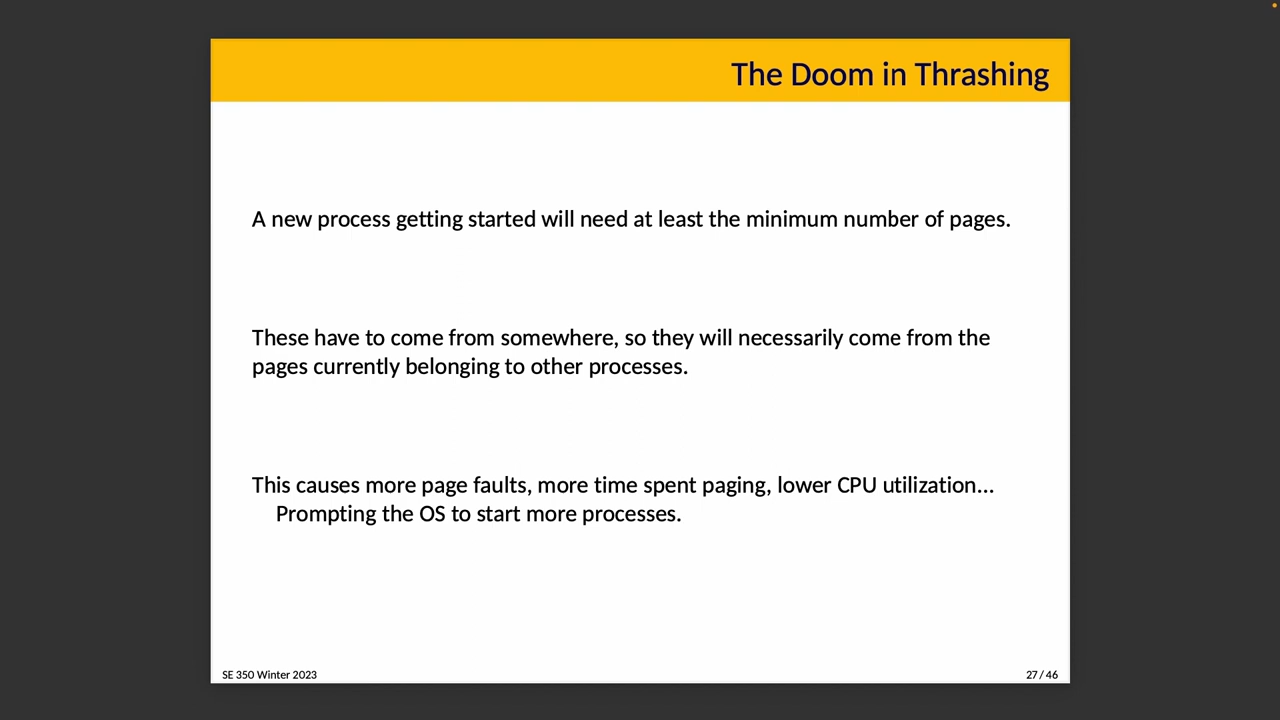 The Doom in Thrashing
A new process getting started will need at least the minimum number of pages.
These have to come from somewhere, so they will necessarily come from the
pages currently belonging to other processes.
This causes more page faults, more time spent paging, lower CPU utilization...
Prompting the OS to start more processes.
SE 350 Winter 2023
27 / 46